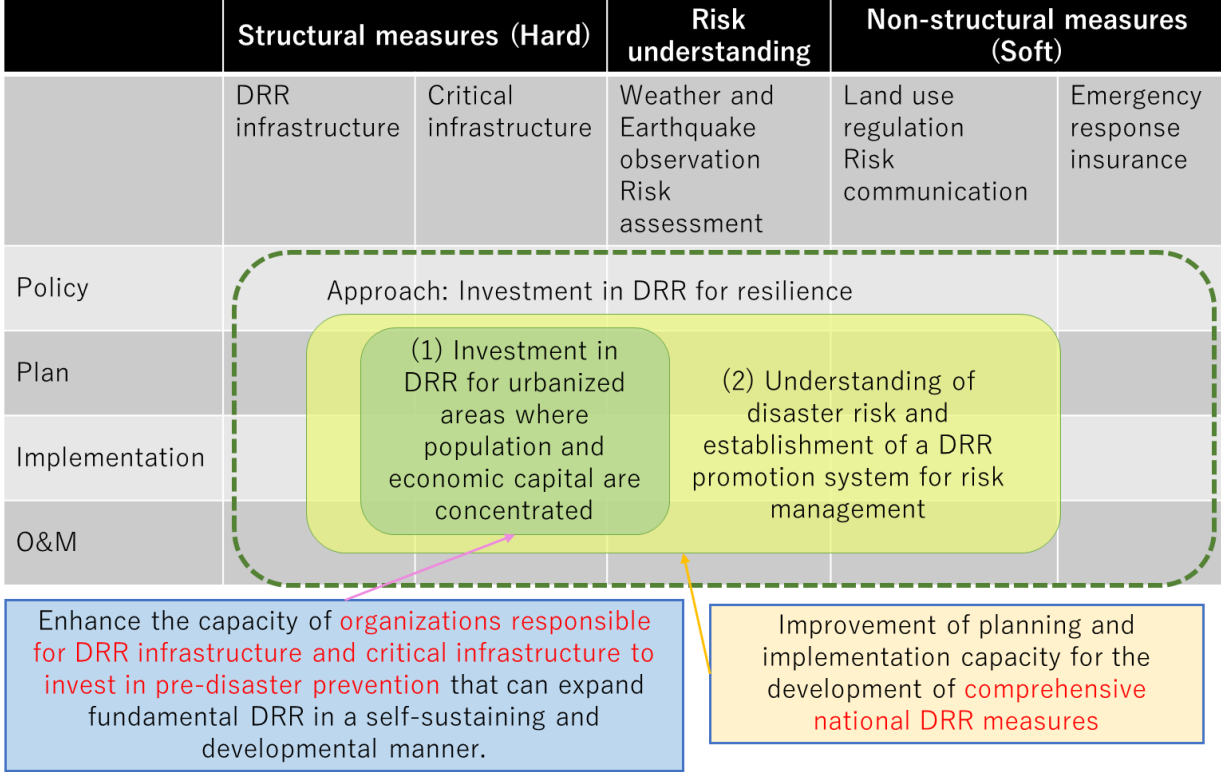 Structural measures (Hard)
Risk
understanding
Non-structural measures
(Soft)
DRR
infrastructure
Critical
infrastructure
Weather and
Earthquake
observation
Risk
assessment
Land use
regulation
Risk
communication
Emergency
response
insurance
Policy
Approach: Investment in DRR for resilience
Plan
Implementation
O&M
(1) Investment in
DRR for urbanized
areas where
population and
economic capital are
concentrated
(2) Understanding of
disaster risk and
establishment of a DRR
promotion system for risk
management
Enhance the capacity of organizations responsible
for DRR infrastructure and critical infrastructure to
invest in pre-disaster prevention that can expand
fundamental DRR in a self-sustaining and
developmental manner.
Improvement of planning and
implementation capacity for the
development of comprehensive
national DRR measures